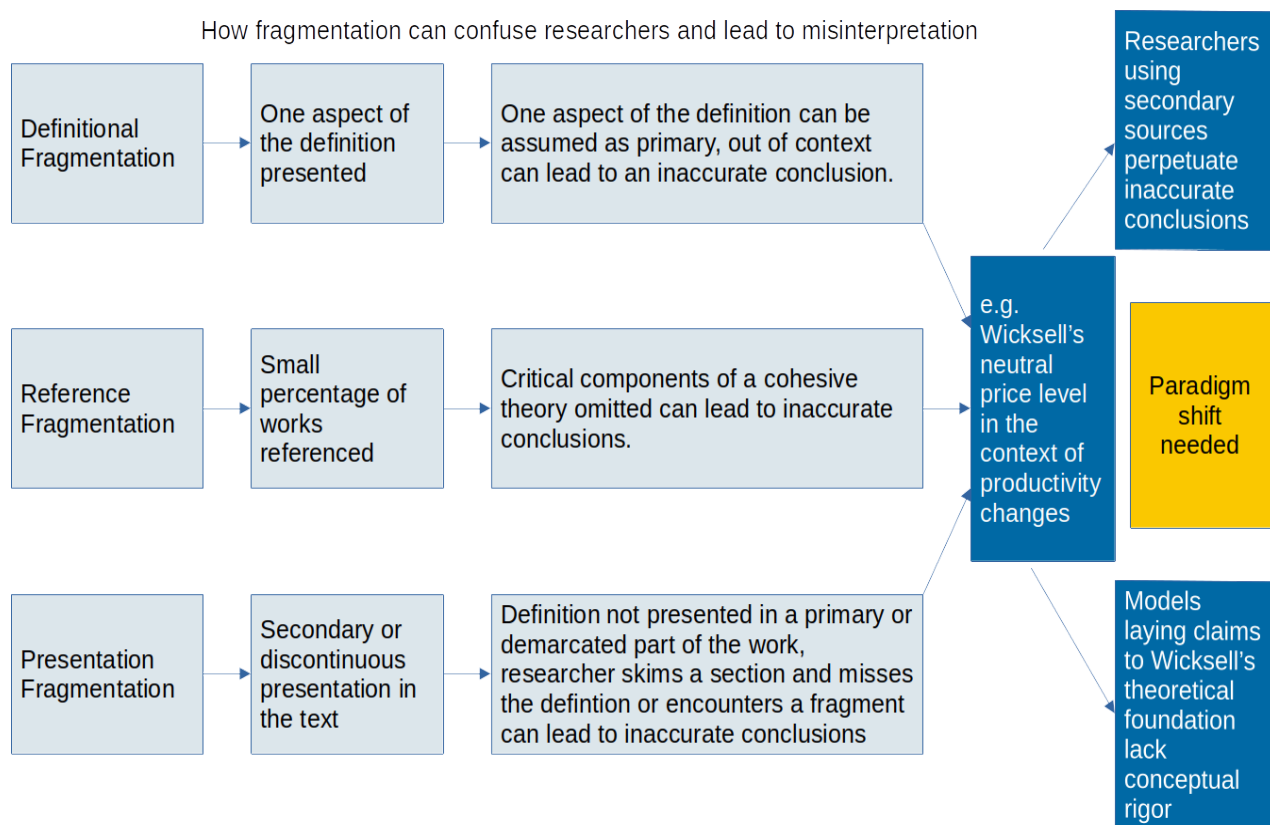 How fragmentation can confuse researchers and lead to misinterpretation
Definitional
Fragmentation
One aspect of
the definition
presented
One aspect of the definition can be
assumed as primary, out of context
can lead to an inaccurate conclusion.
Reference
Fragmentation
Small
percentage of
works
referenced
Critical components of a cohesive
theory omitted can lead to inaccurate
conclusions.
Presentation
Fragmentation
Secondary or
discontinuous
presentation in
the text
Definition not presented in a primary or
demarcated part of the work,
researcher skims a section and misses
the defintion or encounters a fragment
can lead to inaccurate conclusions
e.g.
Wicksell’s
neutral
price level
in the
context of
productivity
changes
Researchers
using
secondary
sources
perpetuate
inaccurate
conclusions
Paradigm
shift
needed
Models
laying claims
to Wicksell’s
theoretical
foundation
lack
conceptual
rigor